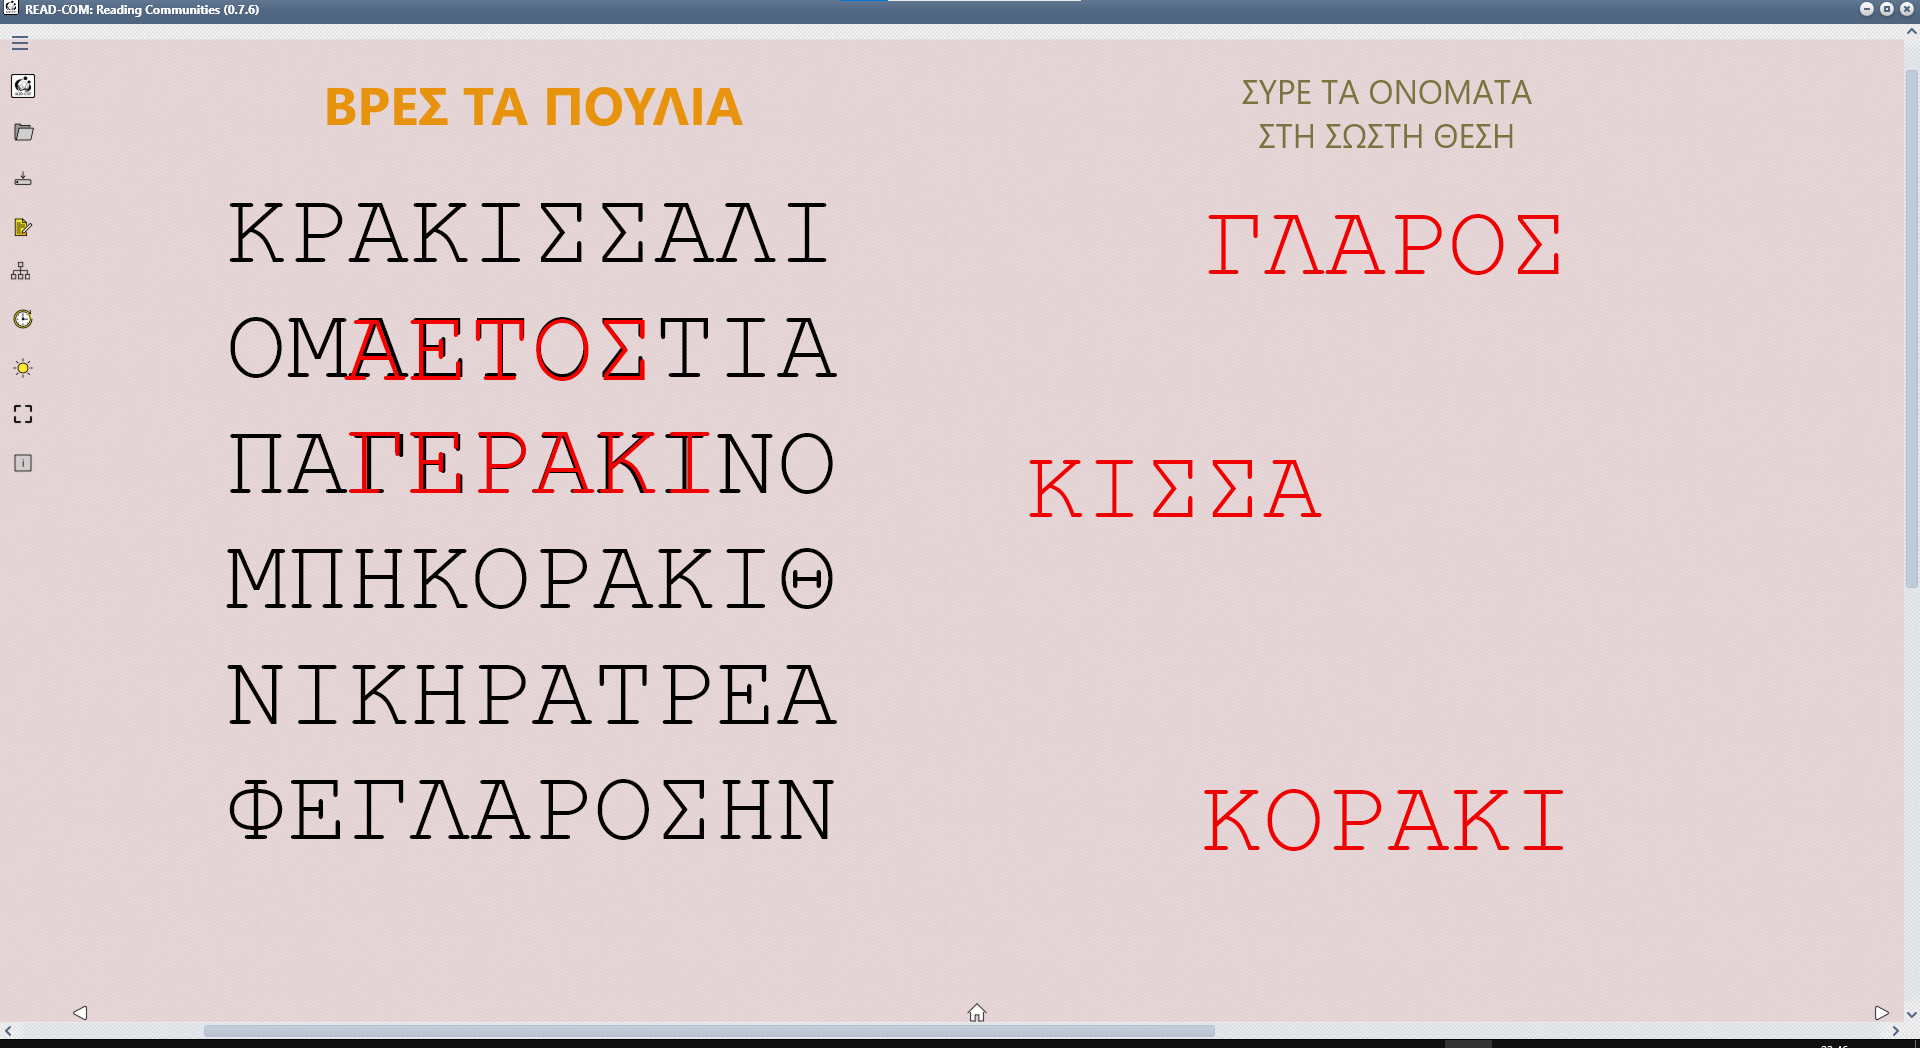 READ-COM: Reading Communities (0.7.6)
ΒΡΕΣ ΤΑ ΠΟΥΛΙΑ
ΚΡΑΚΙΣΣΑΛΙ
ΟΜΑΕΤΟΣΤΙΑ
ΠΑΓΕΡΑΚΙΝΟ
ΜΠΗΚΟΡΑΚΙΘ
ΝΙΚΗΡΑΤΡΕΑ
ΦΕΓΛΑΡΟΣΗΝ
ΣΥΡΕ ΤΑ ΟΝΟΜΑΤΑ
ΣΤΗ ΣΩΣΤΗ ΘΕΣΗ
ΓΛΑΡΟΣ
ΚΙΣΣΑ
ΚΟΡΑΚΙ